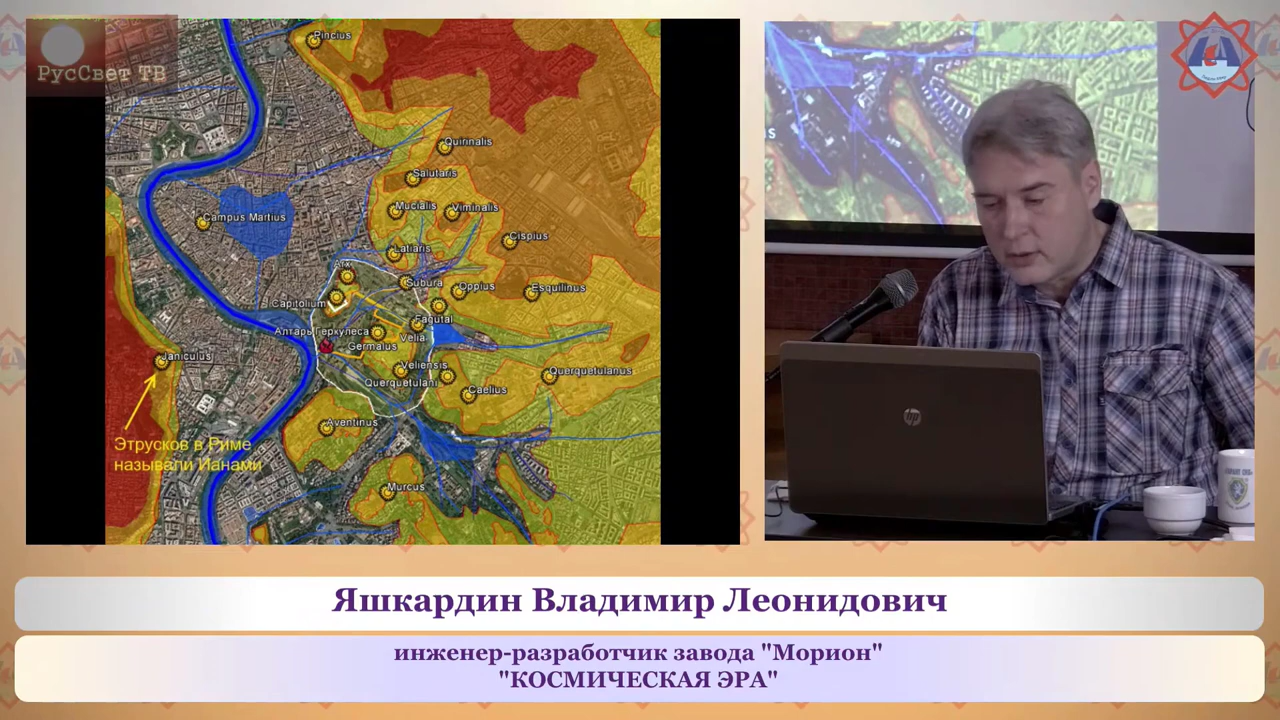 РусСвет ТВ
Pincius
Quirinalis
Salutaris
Mucialis
Viminalis
Campus Martius
Cispius
Latiaris
Arx
Subura
Oppius
Esquilinus
Capitolium
Fagutal
Алтарь Геркулеса
Velia
Germalus
Janiculus
Veliensis
Querquetulanus
Querquetulani
Caelius
Aventinus
Этрусков в Риме
называли Ианами
Murcus
hp
Яшкардин Владимир Леонидович
инженер-разработчик завода "Морион"
"КОСМИЧЕСКАЯ ЭРА"